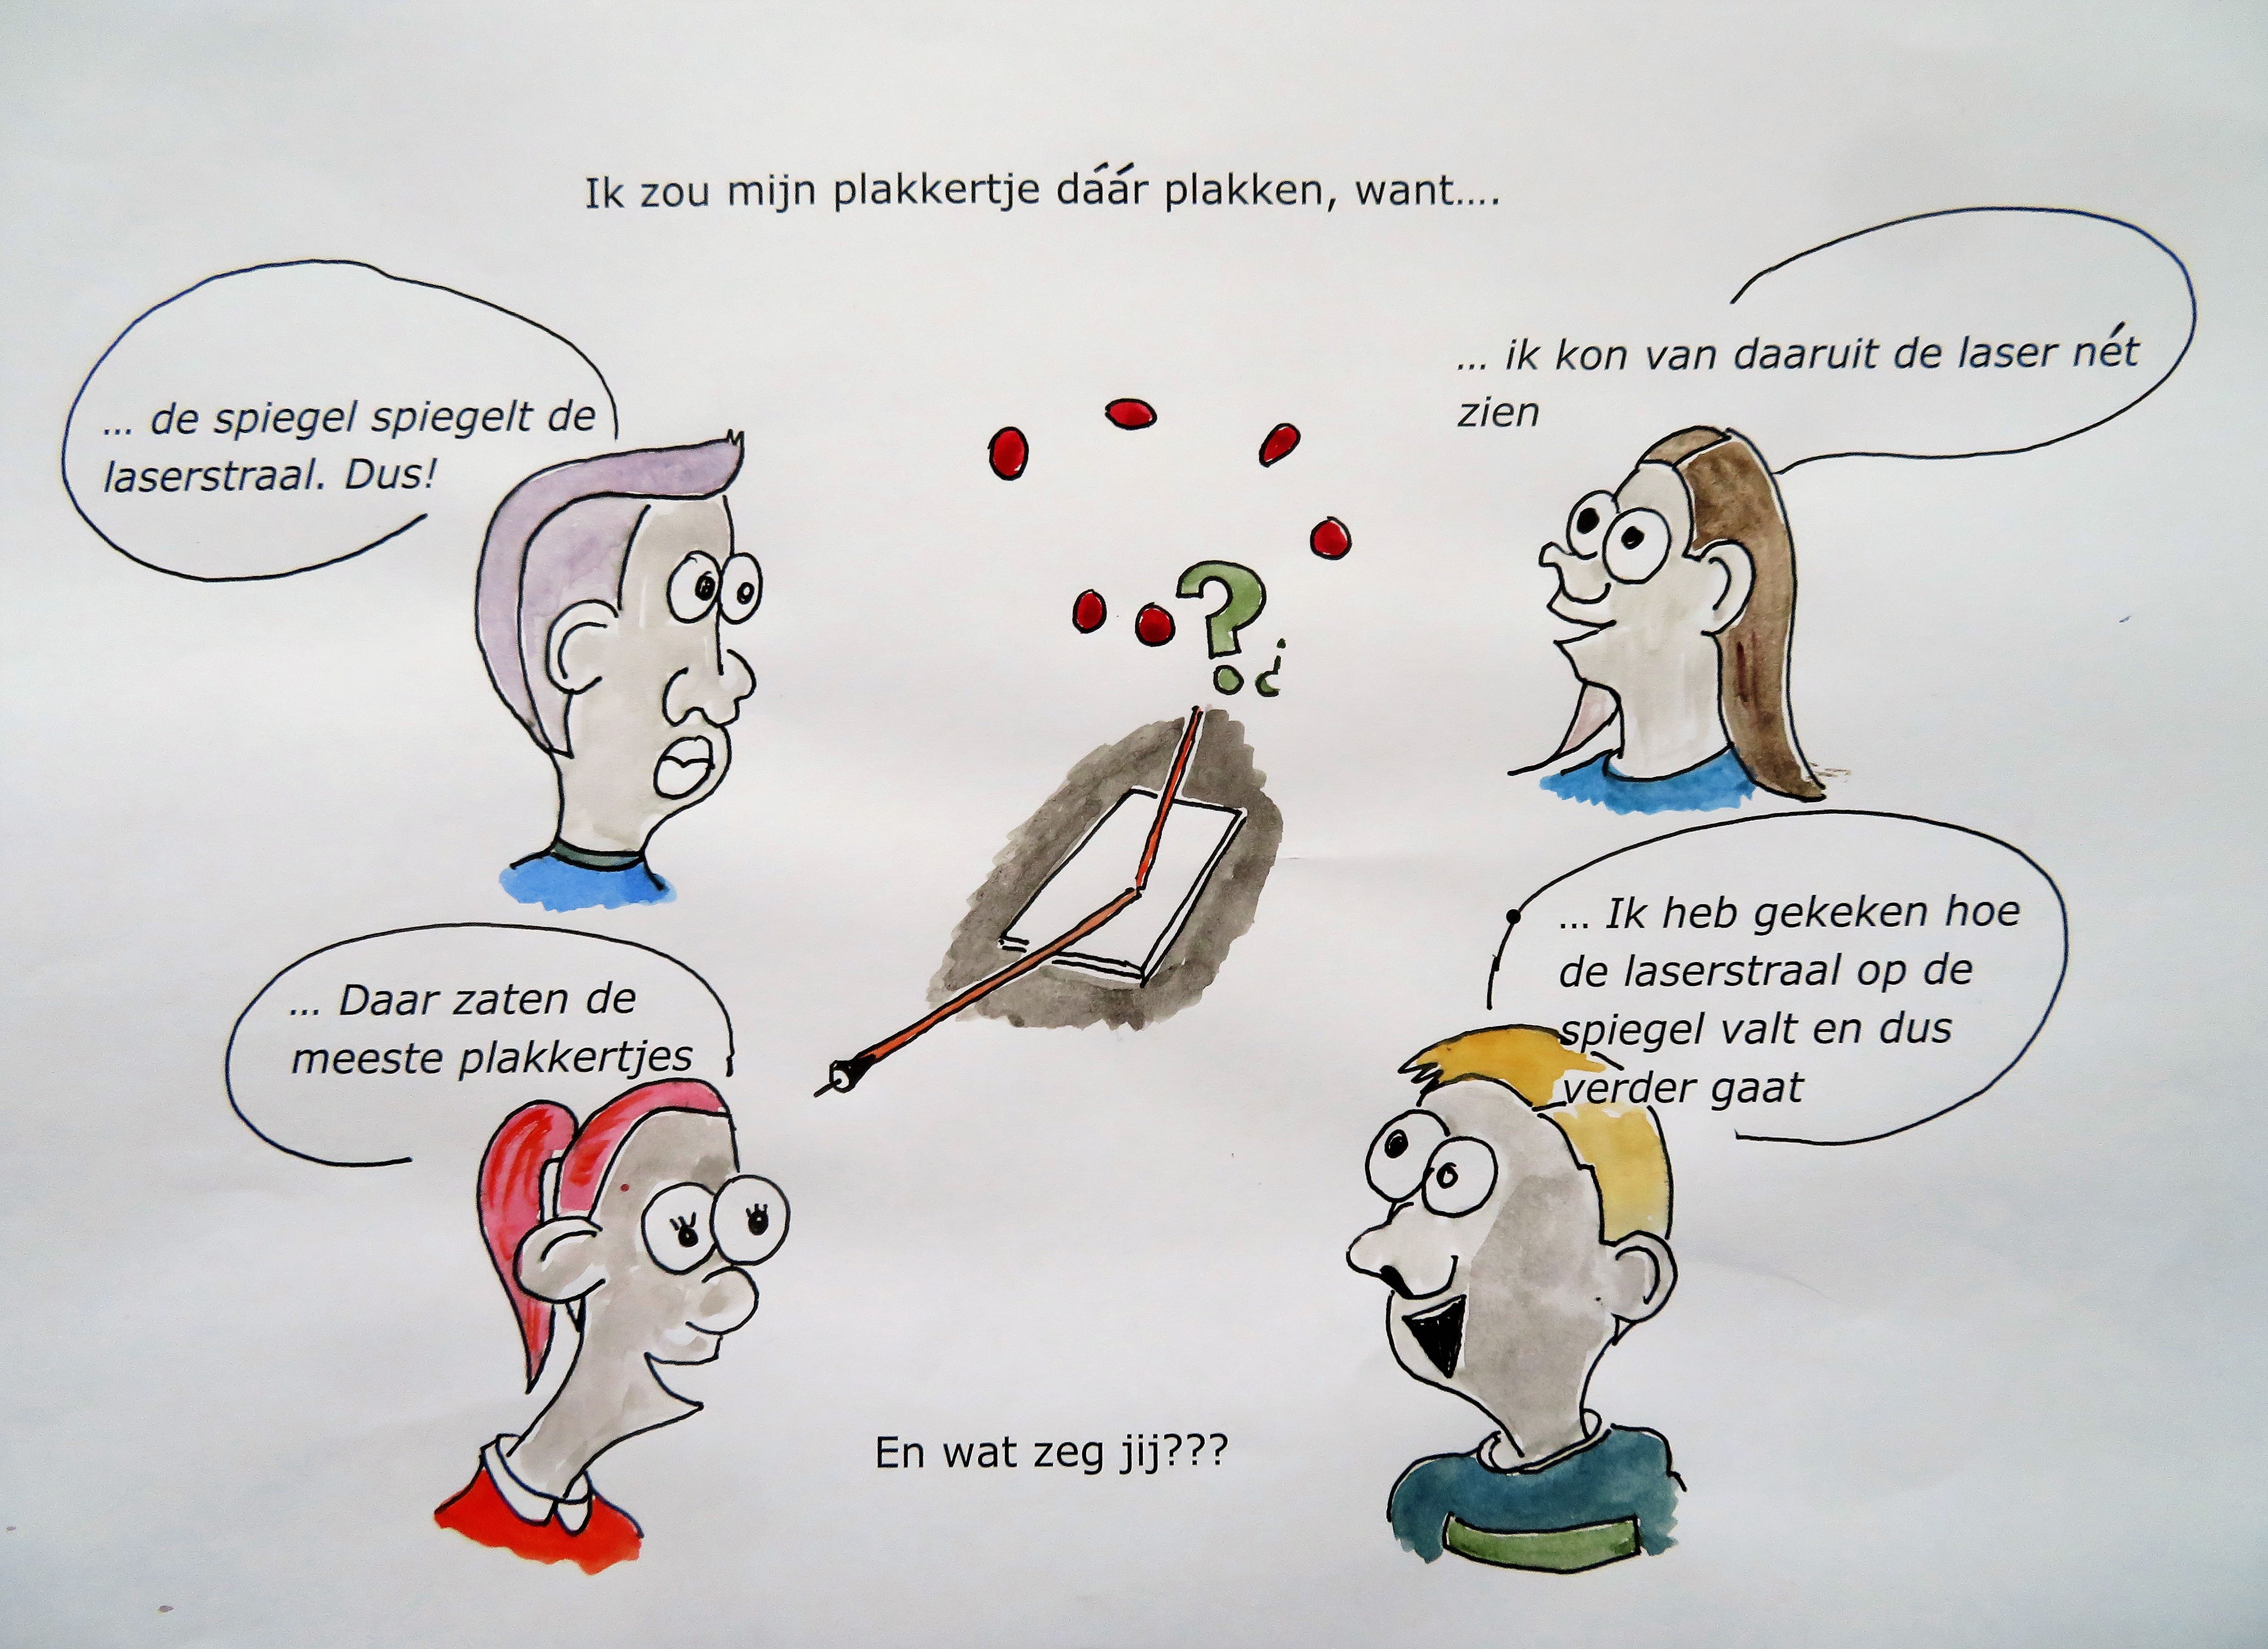 Ik zou mijn plakkertje dáár plakken, want....
... de spiegel spiegelt de
laserstraal. Dus!
... ik kon van daaruit de laser nét
zien
?
¿
... Daar zaten de
meeste plakkertjes
... Ik heb gekeken hoe
de laserstraal op de
spiegel valt en dus
verder gaat
En wat zeg jij???